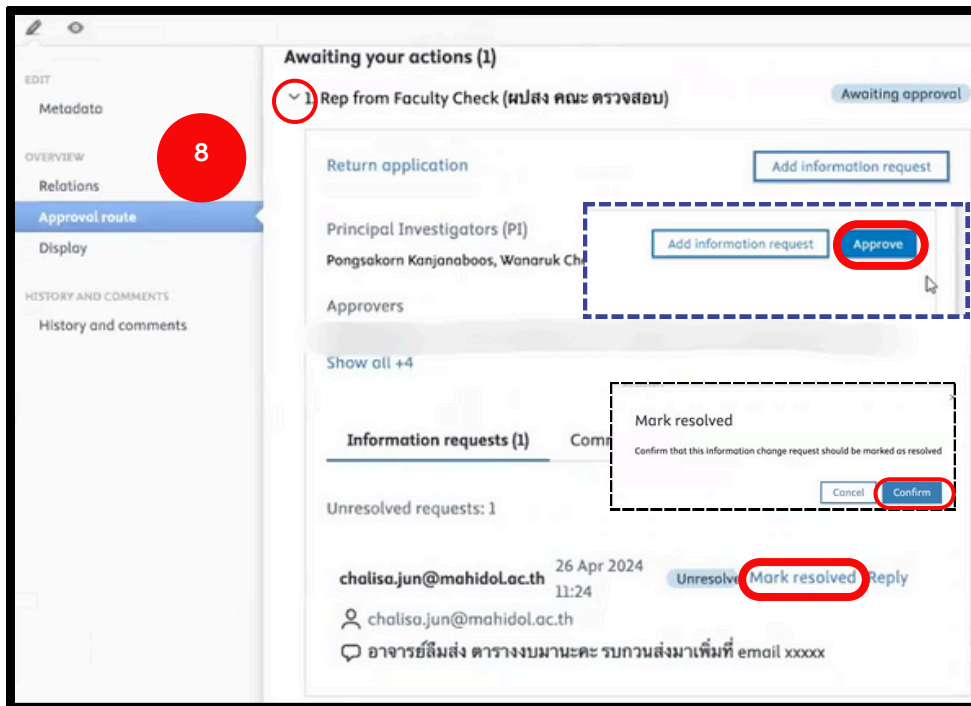 EDIT
Metadata
OVERVIEW
8
Relations
Approval route
Display
HISTORY AND COMMENTS
History and comments
Awaiting your actions (1)
1. Rep from Faculty Check (ผปสง คณะ ตรวจสอบ)
Awaiting approval
Return application
Add information request
Principal Investigators (PI)
Pongsakorn Kanjanaboos, Wanaruk
Approvers
Add information request
Approve
Show all +4
Information requests (1)
Mark resolved
Confirm that this information change request should be marked as resolved
Cancel
Confirm
Unresolved requests: 1
chalisa.jun@mahidol.ac.th
26 Apr 2024
11:24
Unresolve
Mark resolved
Reply
chalisa.jun@mahidol.ac.th
อาจารย์ลืมส่ง ตารางงบมานะคะ รบกวนส่งมาเพิ่มที่ email xxxxx